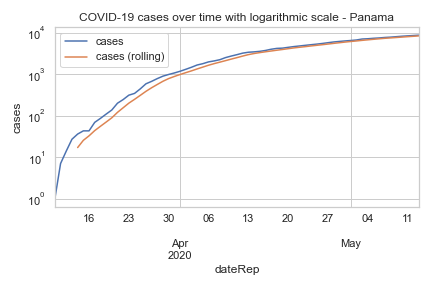 COVID-19 cases over time with logarithmic scale - Panama
10⁴
10³
10²
10¹
10⁰
cases
cases
cases (rolling)
16 23 30 06 13 20 27 04 11
Apr May
2020
dateRep